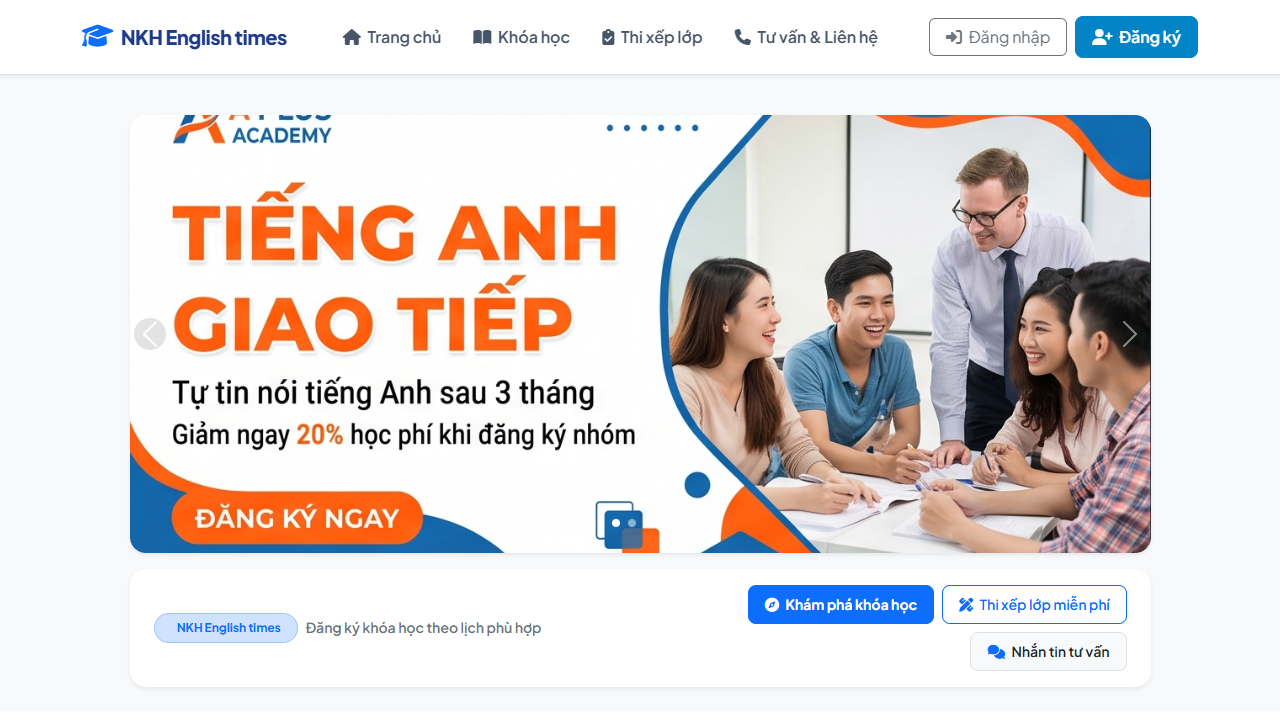 NKH English times
Trang chủ
Khóa học
Thi xếp lớp
Tư vấn & Liên hệ
Đăng nhập
Đăng ký
ACADEMY
TIẾNG ANH
GIAO TIẾP
Tự tin nói tiếng Anh sau 3 tháng
Giảm ngay 20% học phí khi đăng ký nhóm
ĐĂNG KÝ NGAY
NKH English times
Đăng ký khóa học theo lịch phù hợp
Khám phá khóa học
Thi xếp lớp miễn phí
Nhắn tin tư vấn